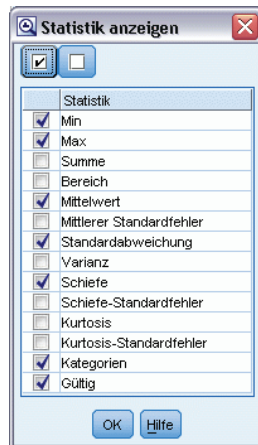 Statistik anzeigen
Statistik
Min
Max
Summe
Bereich
Mittelwert
Mittlerer Standardfehler
Standardabweichung
Varianz
Schiefe
Schiefe-Standardfehler
Kurtosis
Kurtosis-Standardfehler
Kategorien
Gültig
OK Hilfe